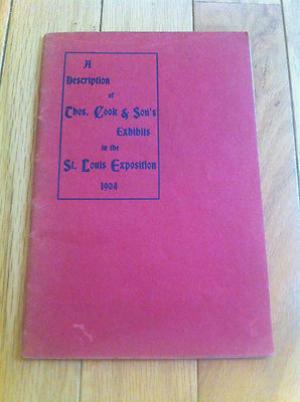 A
Description
of
Thos. Cook & Son's
Exhibits
in the
St. Louis Exposition
1904